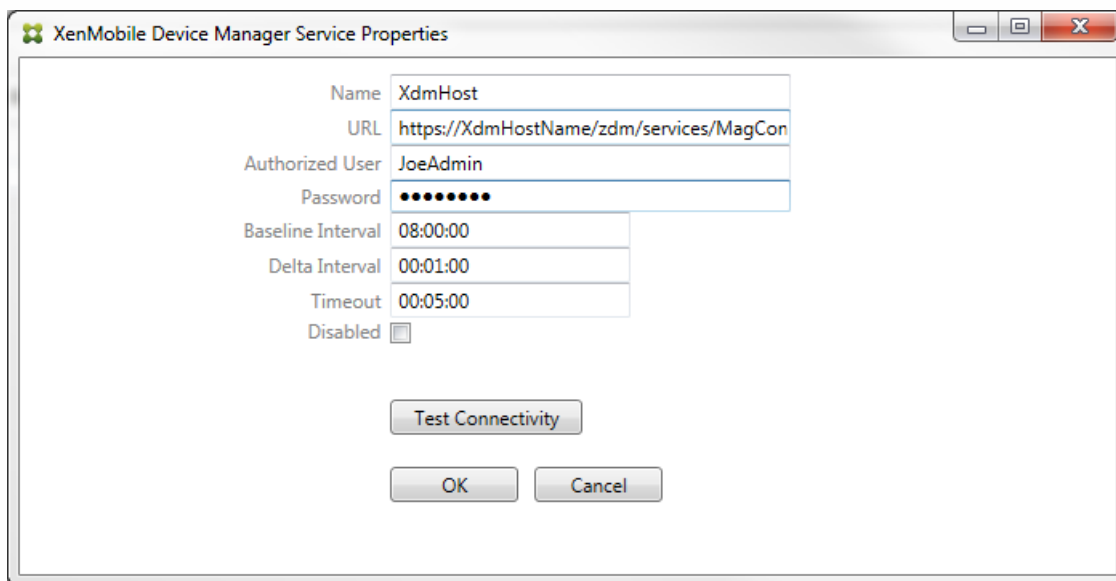 XenMobile Device Manager Service Properties
Name XdmHost
URL https://XdmHostName/zdm/services/MagCon
Authorized User JoeAdmin
Password ●●●●●●●●
Baseline Interval 08:00:00
Delta Interval 00:01:00
Timeout 00:05:00
Disabled
Test Connectivity
OK Cancel